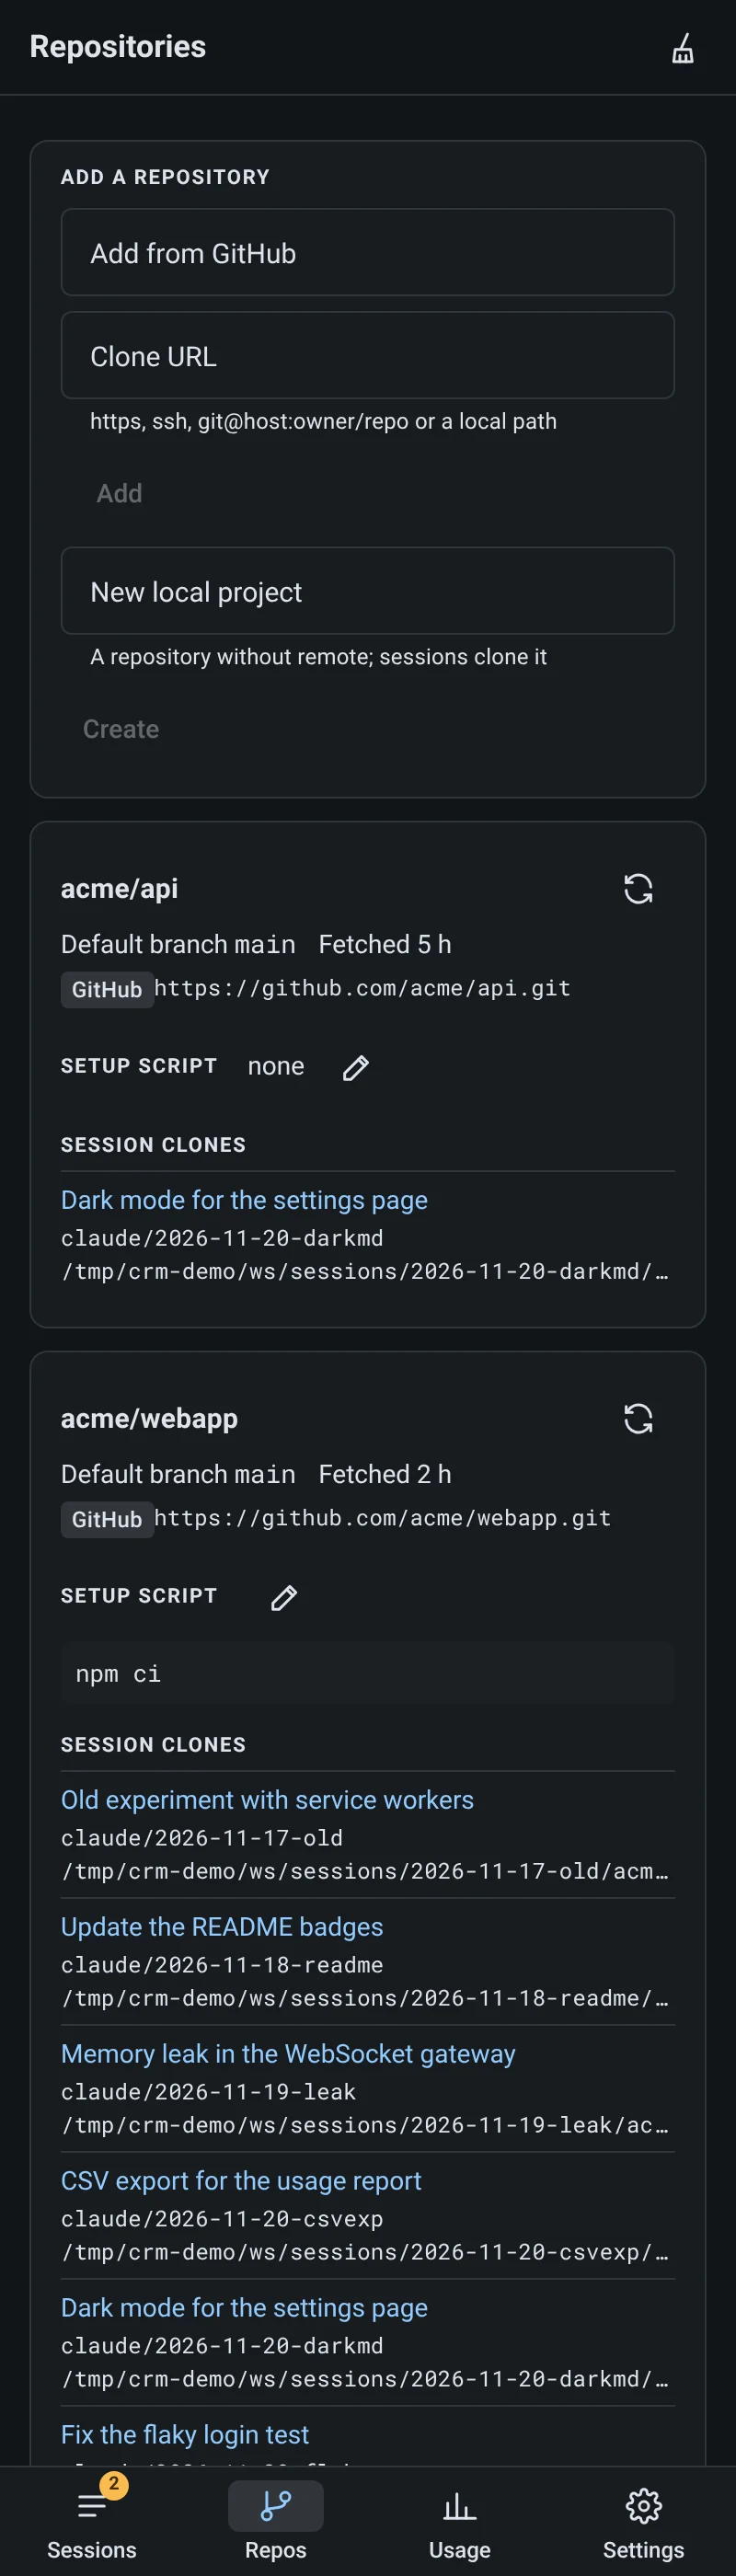 Repositories
ADD A REPOSITORY
Add from GitHub
Clone URL
https, ssh, git@host:owner/repo or a local path
Add
New local project
A repository without remote; sessions clone it
Create
acme/api
Default branch main Fetched 5 h
GitHub https://github.com/acme/api.git
SETUP SCRIPT none
SESSION CLONES
Dark mode for the settings page
claude/2026-11-20-darkmd
/tmp/crm-demo/ws/sessions/2026-11-20-darkmd/…
acme/webapp
Default branch main Fetched 2 h
GitHub https://github.com/acme/webapp.git
SETUP SCRIPT
npm ci
SESSION CLONES
Old experiment with service workers
claude/2026-11-17-old
/tmp/crm-demo/ws/sessions/2026-11-17-old/acm…
Update the README badges
claude/2026-11-18-readme
/tmp/crm-demo/ws/sessions/2026-11-18-readme/…
Memory leak in the WebSocket gateway
claude/2026-11-19-leak
/tmp/crm-demo/ws/sessions/2026-11-19-leak/ac…
CSV export for the usage report
claude/2026-11-20-csvexp
/tmp/crm-demo/ws/sessions/2026-11-20-csvexp/…
Dark mode for the settings page
claude/2026-11-20-darkmd
/tmp/crm-demo/ws/sessions/2026-11-20-darkmd/…
Fix the flaky login test
2
Sessions Repos Usage Settings